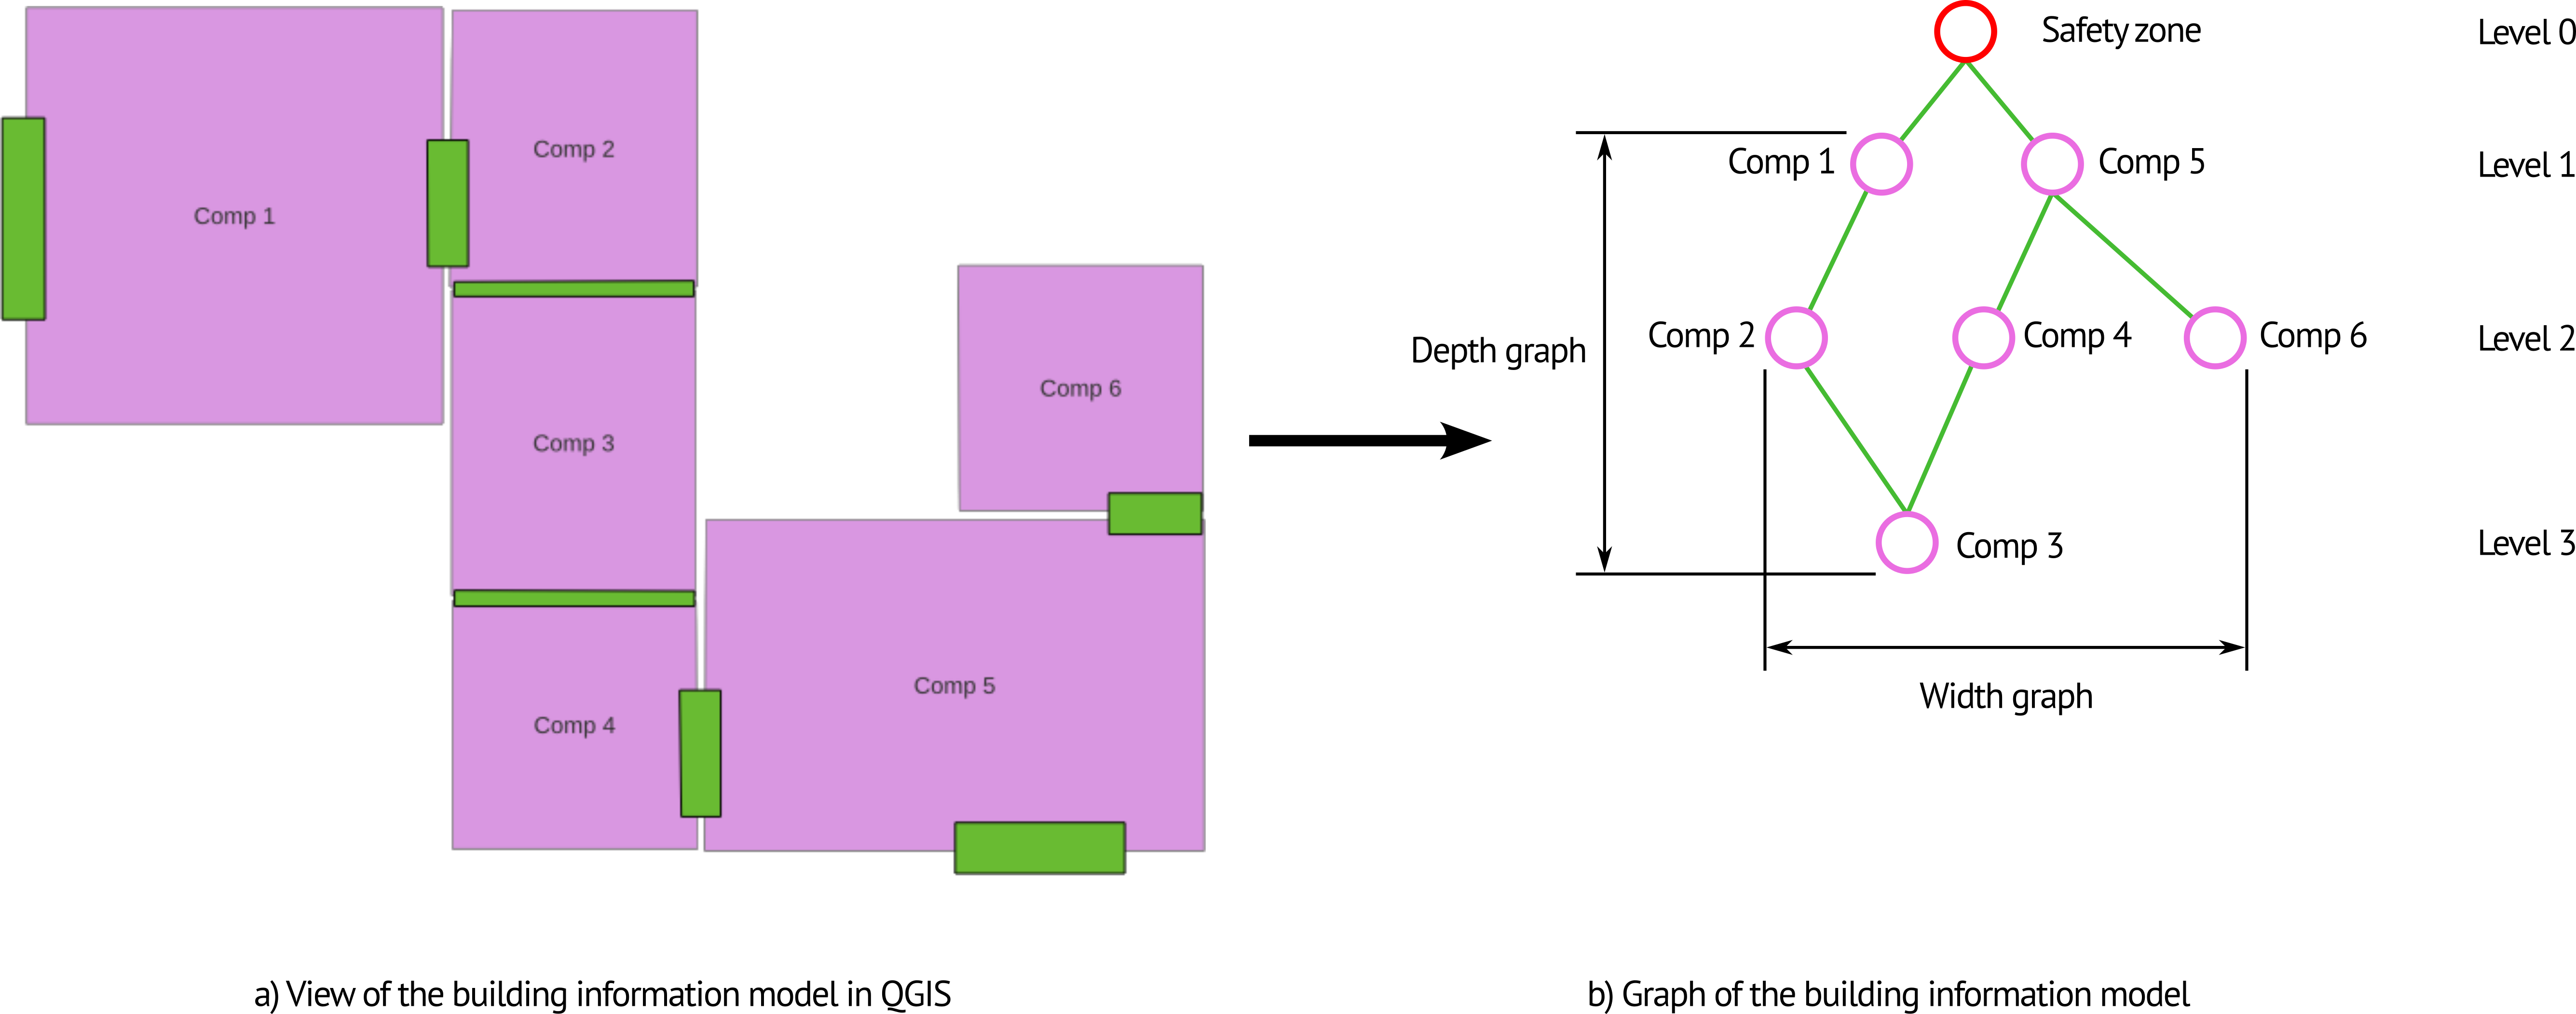 Comp 1
Comp 2
Comp 3
Comp 4
Comp 5
Comp 6
a) View of the building information model in QGIS
Safety zone
Level 0
Comp 1
Comp 5
Level 1
Depth graph
Comp 2
Comp 4
Comp 6
Level 2
Comp 3
Level 3
Width graph
b) Graph of the building information model